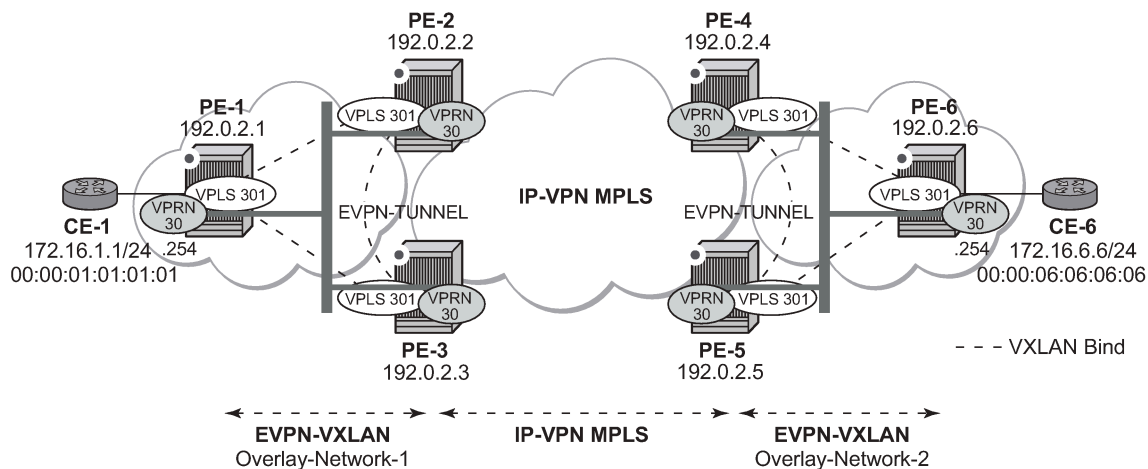 PE-2
192.0.2.2
PE-4
192.0.2.4
PE-1
192.0.2.1
PE-6
192.0.2.6
VPLS 301
VPRN
30
VPRN
30
VPLS 301
VPLS 301
VPRN
30
VPLS 301
VPRN
30
EVPN-TUNNEL
IP-VPN MPLS
EVPN-TUNNEL
CE-1
172.16.1.1/24
00:00:01:01:01:01
.254
CE-6
172.16.6.6/24
00:00:06:06:06:06
.254
VPLS 301
VPRN
30
VPRN
30
VPLS 301
PE-3
192.0.2.3
PE-5
192.0.2.5
VXLAN Bind
EVPN-VXLAN
Overlay-Network-1
IP-VPN MPLS
EVPN-VXLAN
Overlay-Network-2